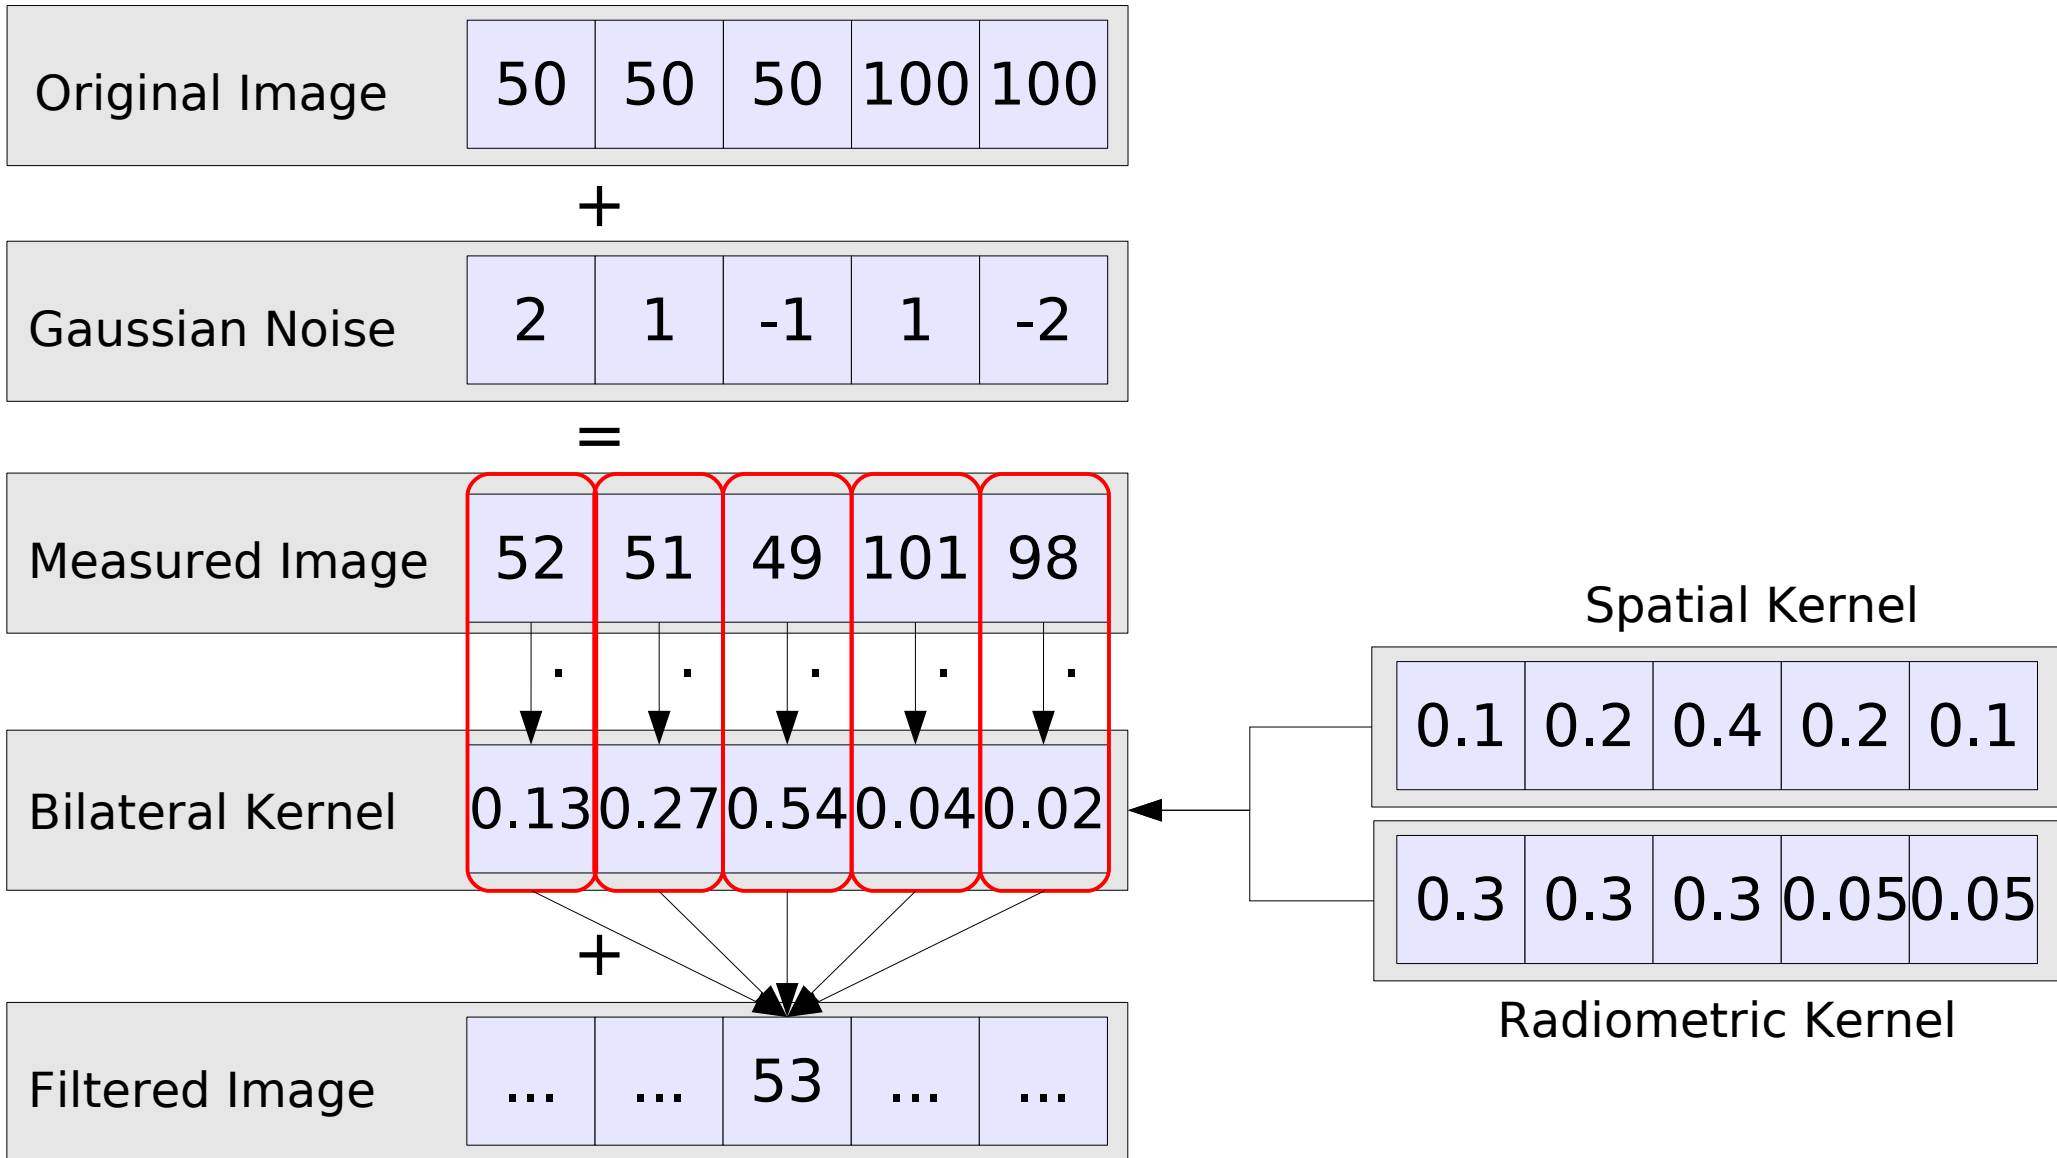 Original Image 50 50 50 100 100
+
Gaussian Noise 2 1 -1 1 -2
=
Measured Image 52 51 49 101 98
. . . . .
Bilateral Kernel 0.13 0.27 0.54 0.04 0.02
+
Filtered Image ... ... 53 ... ...
Spatial Kernel
0.1 0.2 0.4 0.2 0.1
0.3 0.3 0.3 0.05 0.05
Radiometric Kernel